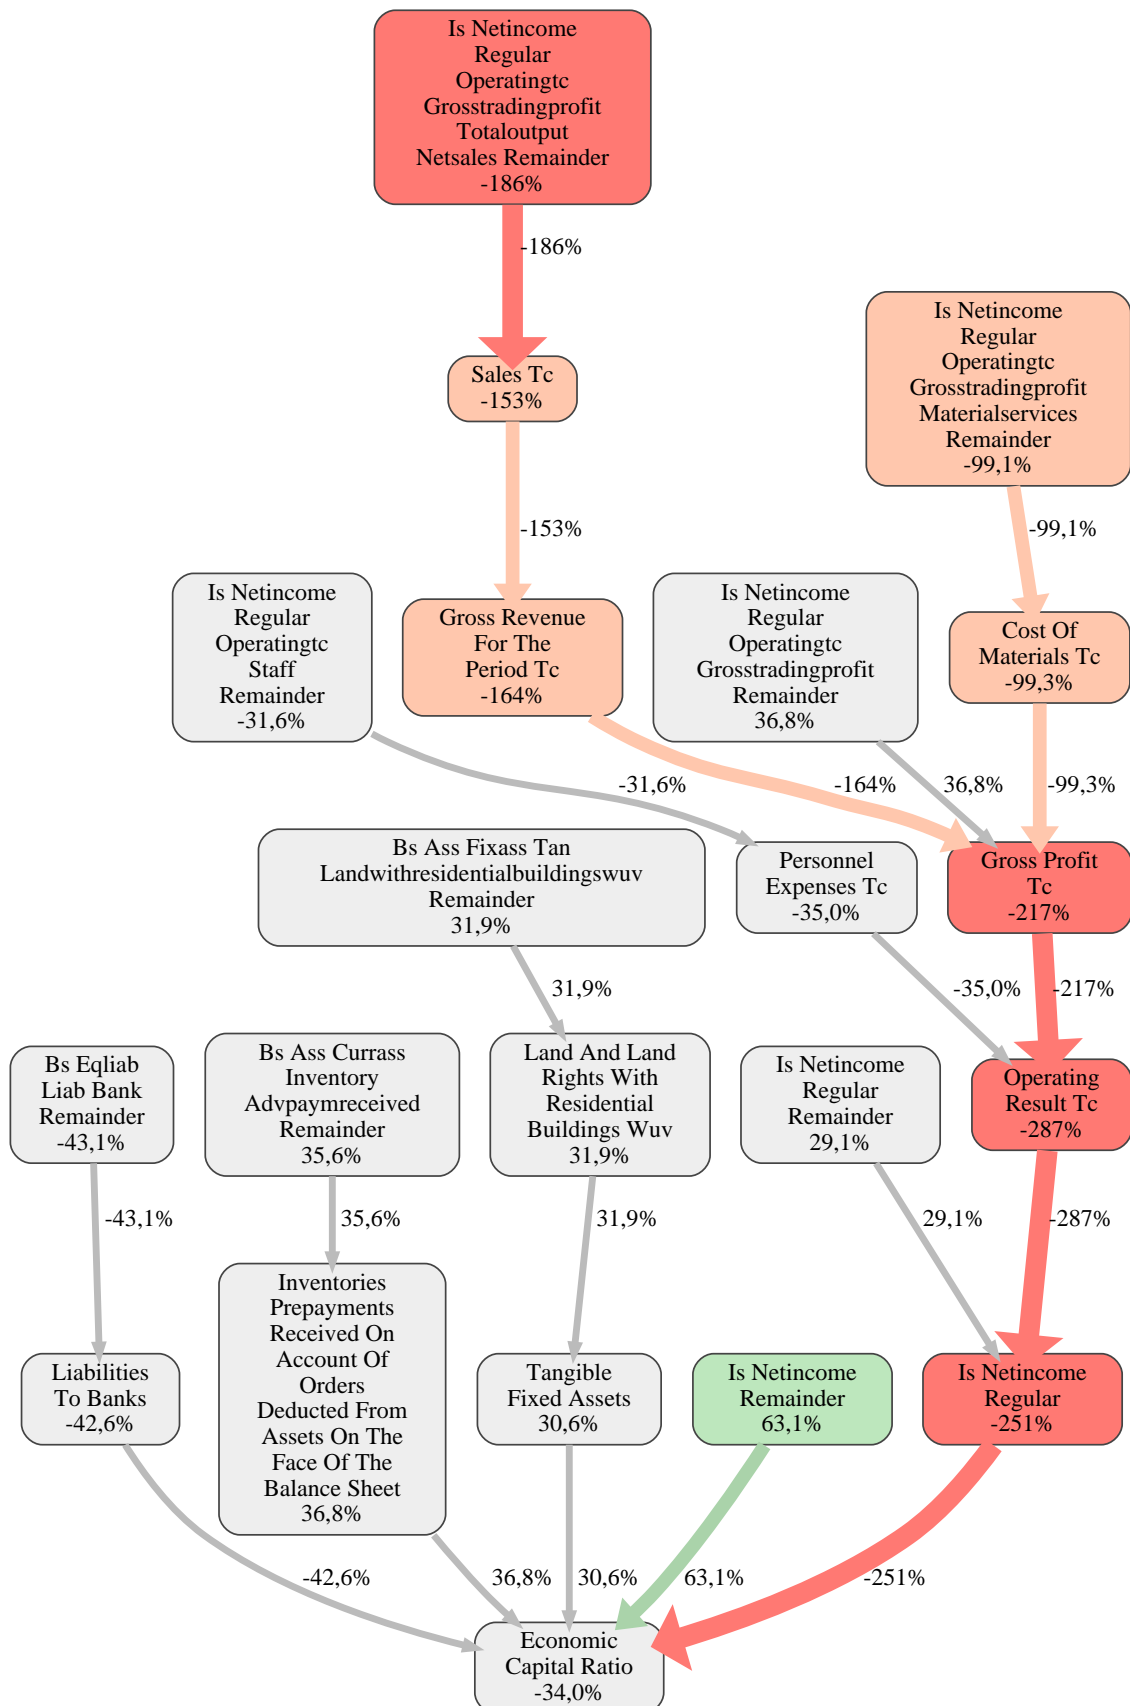 Is Netincome
Regular
Operatingtc
Grosstradingprofit
Totaloutput
Netsales Remainder
-186%
-186%
Is Netincome
Regular
Operatingtc
Grosstradingprofit
Materialservices
Remainder
-99,1%
Sales Tc
-153%
-153%
-99,1%
Is Netincome
Regular
Operatingtc
Staff
Remainder
-31,6%
Gross Revenue
For The
Period Tc
-164%
Is Netincome
Regular
Operatingtc
Grosstradingprofit
Remainder
36,8%
Cost Of
Materials Tc
-99,3%
-31,6%
-164%
36,8%
-99,3%
Bs Ass Fixass Tan
Landwithresidentialbuildingswuv
Remainder
31,9%
Personnel
Expenses Tc
-35,0%
Gross Profit
Tc
-217%
31,9%
-35,0%
-217%
Bs Eqliab
Liab Bank
Remainder
-43,1%
Bs Ass Currass
Inventory
Advpaymreceived
Remainder
35,6%
Land And Land
Rights With
Residential
Buildings Wuv
31,9%
Is Netincome
Regular
Remainder
29,1%
Operating
Result Tc
-287%
-43,1%
35,6%
31,9%
29,1%
-287%
Liabilities
To Banks
-42,6%
Inventories
Prepayments
Received On
Account Of
Orders
Deducted From
Assets On The
Face Of The
Balance Sheet
36,8%
Tangible
Fixed Assets
30,6%
Is Netincome
Remainder
63,1%
Is Netincome
Regular
-251%
-42,6%
36,8%
30,6%
63,1%
-251%
Economic
Capital Ratio
-34,0%